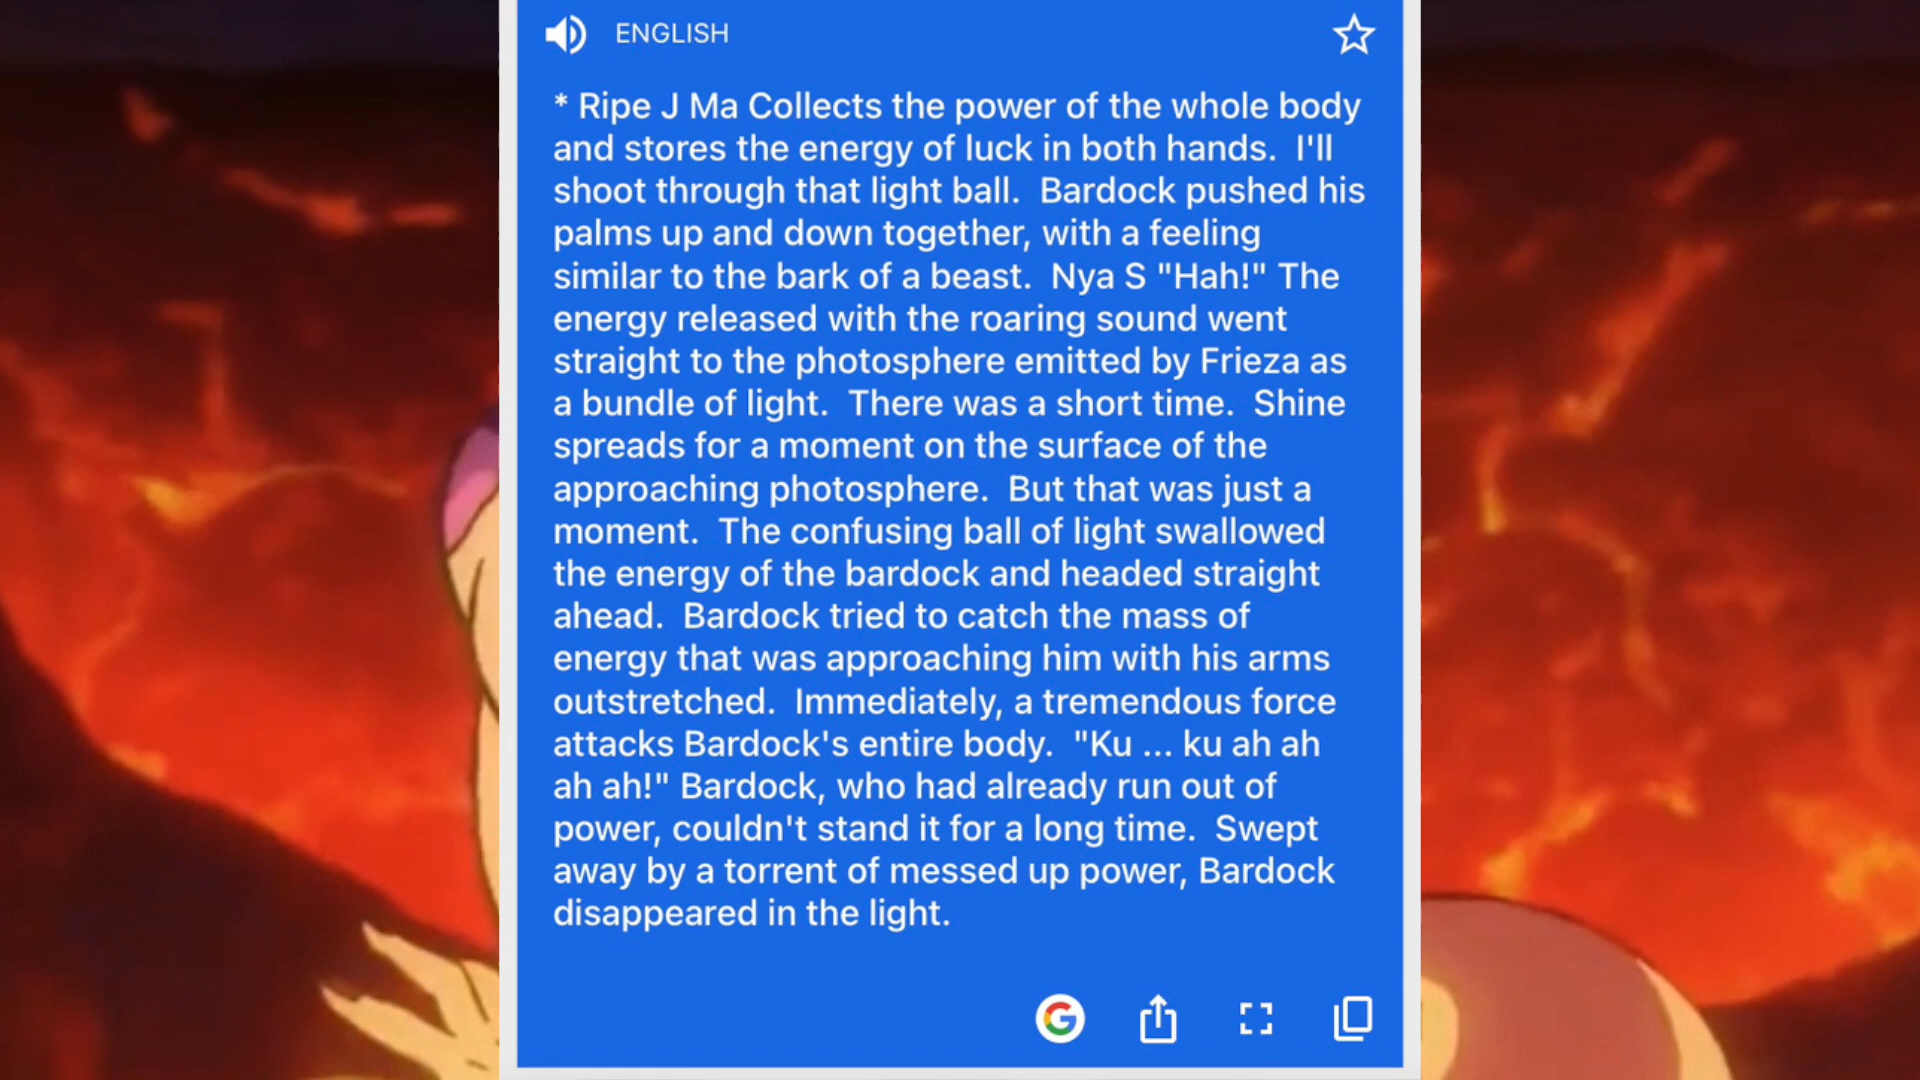 ENGLISH
* Ripe J Ma Collects the power of the whole body
and stores the energy of luck in both hands.  I'll
shoot through that light ball.  Bardock pushed his
palms up and down together, with a feeling
similar to the bark of a beast.  Nya S "Hah!" The
energy released with the roaring sound went
straight to the photosphere emitted by Frieza as
a bundle of light.  There was a short time.  Shine
spreads for a moment on the surface of the
approaching photosphere.  But that was just a
moment.  The confusing ball of light swallowed
the energy of the bardock and headed straight
ahead.  Bardock tried to catch the mass of
energy that was approaching him with his arms
outstretched.  Immediately, a tremendous force
attacks Bardock's entire body.  "Ku ... ku ah ah
ah ah!" Bardock, who had already run out of
power, couldn't stand it for a long time.  Swept
away by a torrent of messed up power, Bardock
disappeared in the light.
G